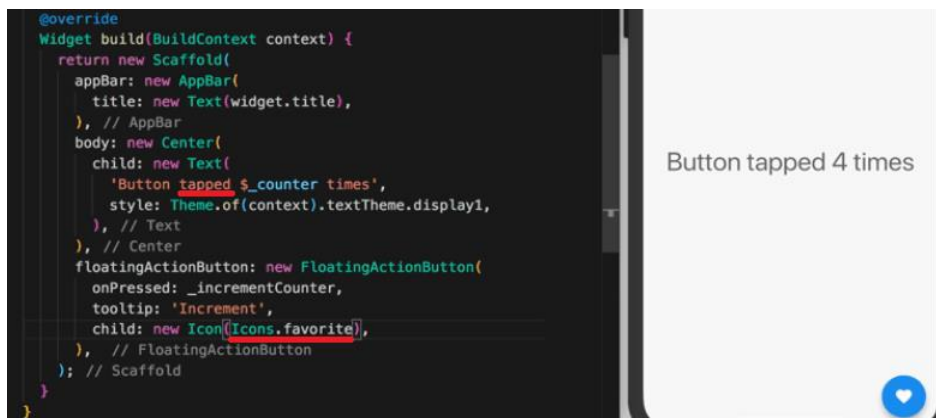 @override
Widget build(BuildContext context) {
return new Scaffold(
appBar: new AppBar(
title: new Text(widget.title),
), // AppBar
body: new Center(
child: new Text(
'Button tapped $_counter times',
style: Theme.of(context).textTheme.display1,
), // Text
), // Center
floatingActionButton: new FloatingActionButton(
onPressed: _incrementCounter,
tooltip: 'Increment',
child: new Icon(Icons.favorite),
), // FloatingActionButton
); // Scaffold
}
}
Button tapped 4 times